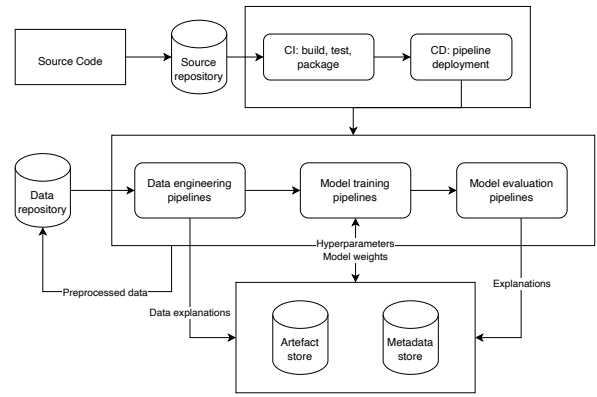 Source Code
Source
repository
CI: build, test,
package
CD: pipeline
deployment
Data
repository
Data engineering
pipelines
Model training
pipelines
Model evaluation
pipelines
Hyperparameters
Model weights
Preprocessed data
Data explanations
Explanations
Artefact
store
Metadata
store